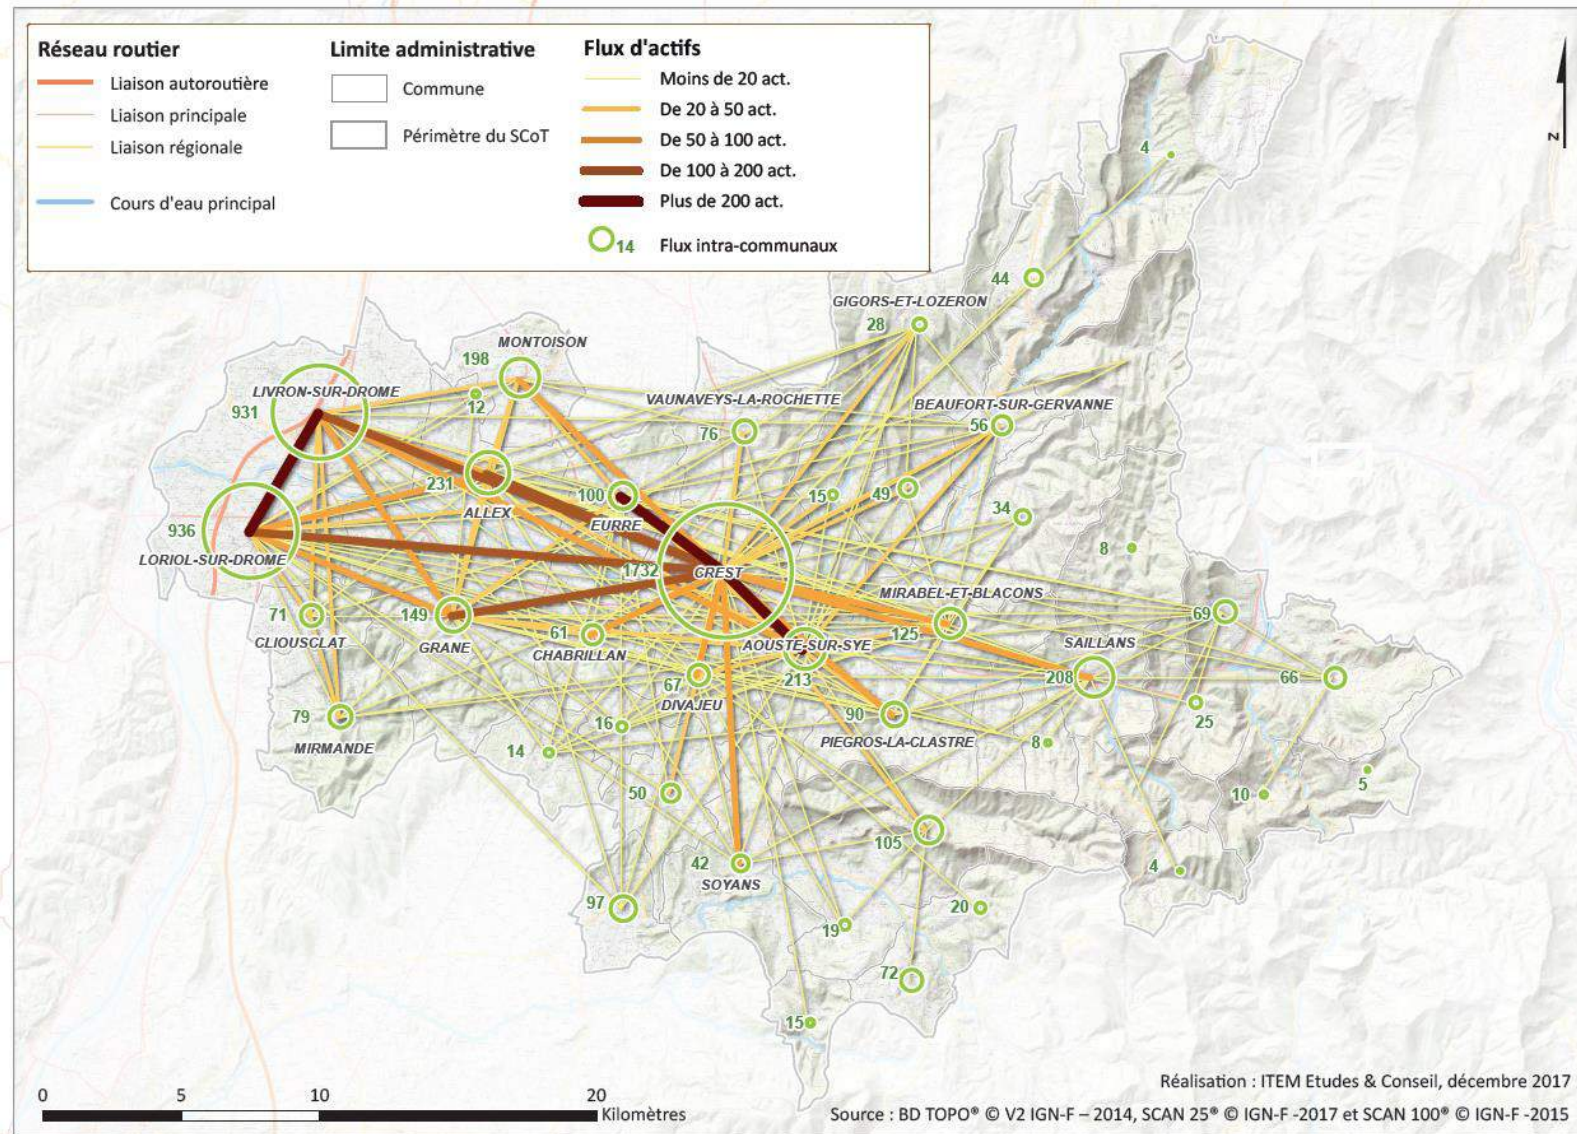 Réseau routier
Liaison autoroutière
Liaison principale
Liaison régionale
Cours d'eau principal
Limite administrative
Commune
Périmètre du SCoT
Flux d'actifs
Moins de 20 act.
De 20 à 50 act.
De 50 à 100 act.
De 100 à 200 act.
Plus de 200 act.
14 Flux intra-communaux
N
4
44
GIGORS-ET-LOZERON
28
MONTOISON
198
LIVRON-SUR-DROME
931
12
VAUNAVEYS-LA-ROCHETTE
76
BEAUFORT-SUR-GERVANNE
56
231
ALLEX
100
EURRE
15
49
34
936
LORIOL-SUR-DROME
1732
CREST
8
MIRABEL-ET-BLACONS
125
69
71
CLIOUSCLAT
149
GRANE
61
CHABRILLAN
AOUSTE-SUR-SYE
213
SAILLANS
208
66
67
DIVAJEU
79
MIRMANDE
16
14
90
PIEGROS-LA-CLASTRE
8
25
50
10
5
105
42
SOYANS
4
97
20
19
72
15
0 5 10 20
Kilomètres
Réalisation : ITEM Etudes & Conseil, décembre 2017
Source : BD TOPO® © V2 IGN-F – 2014, SCAN 25® © IGN-F -2017 et SCAN 100® © IGN-F -2015